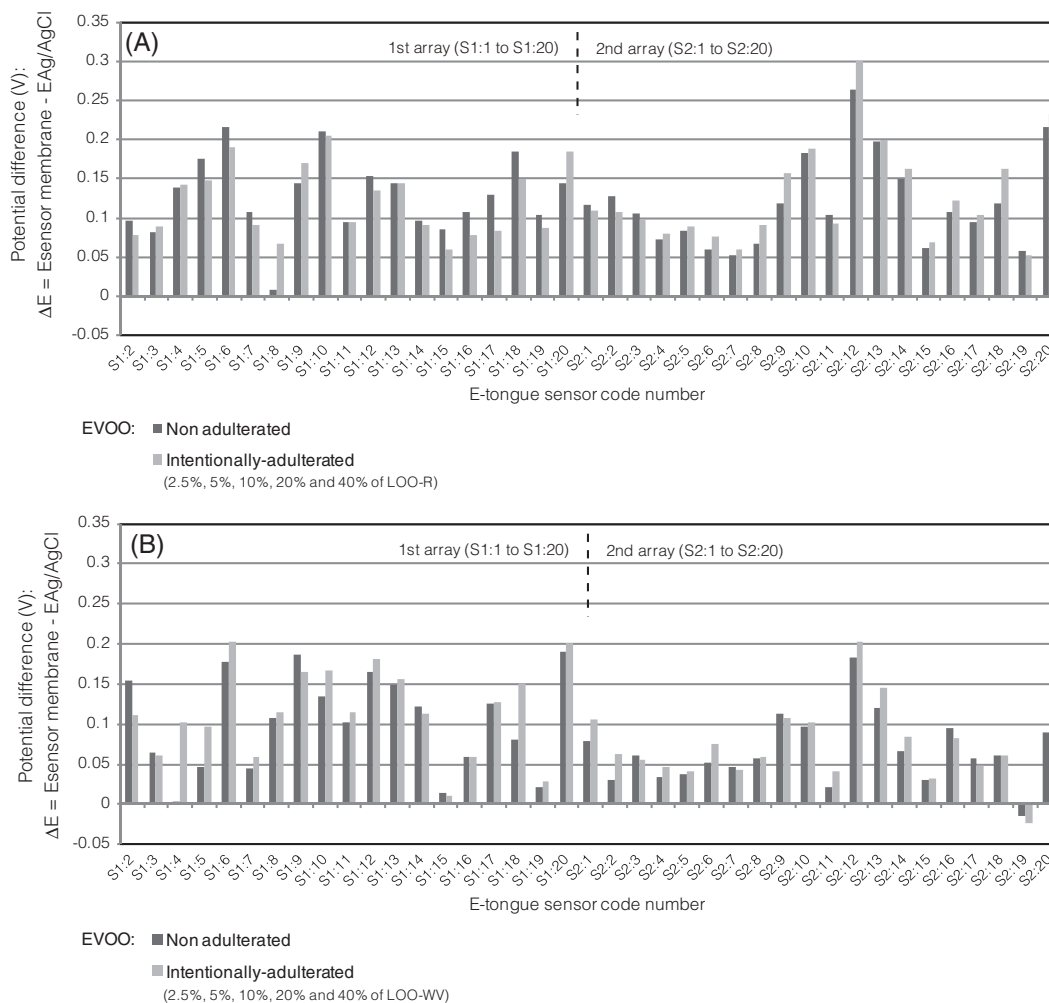 0.35
(A)
0.3
0.25
0.2
0.15
0.1
0.05
0
-0.05
Potential difference (V):
ΔE = Esensor membrane - EAg/AgCl
1st array (S1:1 to S1:20)
2nd array (S2:1 to S2:20)
S1:2 S1:3 S1:4 S1:5 S1:6 S1:7 S1:8 S1:9 S1:10 S1:11 S1:12 S1:13 S1:14 S1:15 S1:16 S1:17 S1:18 S1:19 S1:20 S2:1 S2:2 S2:3 S2:4 S2:5 S2:6 S2:7 S2:8 S2:9 S2:10 S2:11 S2:12 S2:13 S2:14 S2:15 S2:16 S2:17 S2:18 S2:19 S2:20
E-tongue sensor code number
EVOO: Non adulterated
Intentionally-adulterated
(2.5%, 5%, 10%, 20% and 40% of LOO-R)
0.35
(B)
0.3
0.25
0.2
0.15
0.1
0.05
0
-0.05
Potential difference (V):
ΔE = Esensor membrane - EAg/AgCl
1st array (S1:1 to S1:20)
2nd array (S2:1 to S2:20)
S1:2 S1:3 S1:4 S1:5 S1:6 S1:7 S1:8 S1:9 S1:10 S1:11 S1:12 S1:13 S1:14 S1:15 S1:16 S1:17 S1:18 S1:19 S1:20 S2:1 S2:2 S2:3 S2:4 S2:5 S2:6 S2:7 S2:8 S2:9 S2:10 S2:11 S2:12 S2:13 S2:14 S2:15 S2:16 S2:17 S2:18 S2:19 S2:20
E-tongue sensor code number
EVOO: Non adulterated
Intentionally-adulterated
(2.5%, 5%, 10%, 20% and 40% of LOO-WV)